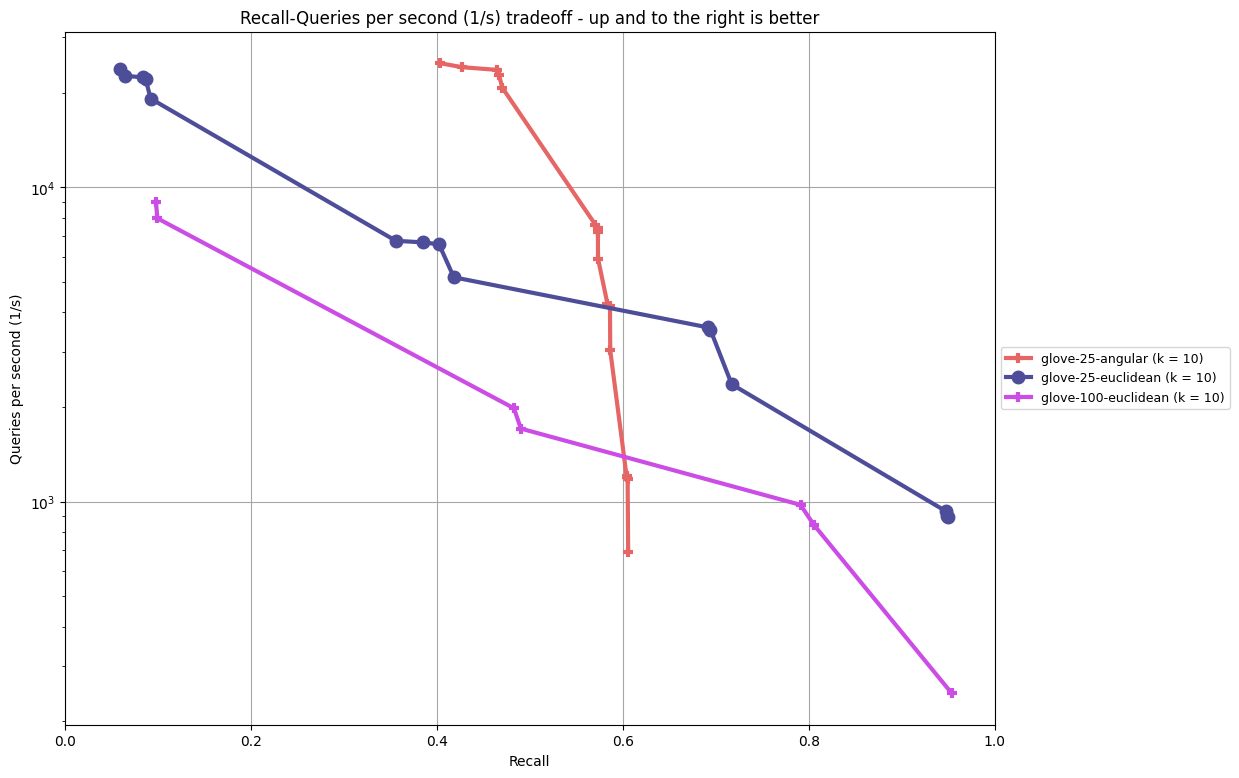 Recall-Queries per second (1/s) tradeoff - up and to the right is better
Queries per second (1/s)
10^4
10^3
0.0 0.2 0.4 0.6 0.8 1.0
Recall
glove-25-angular (k = 10)
glove-25-euclidean (k = 10)
glove-100-euclidean (k = 10)